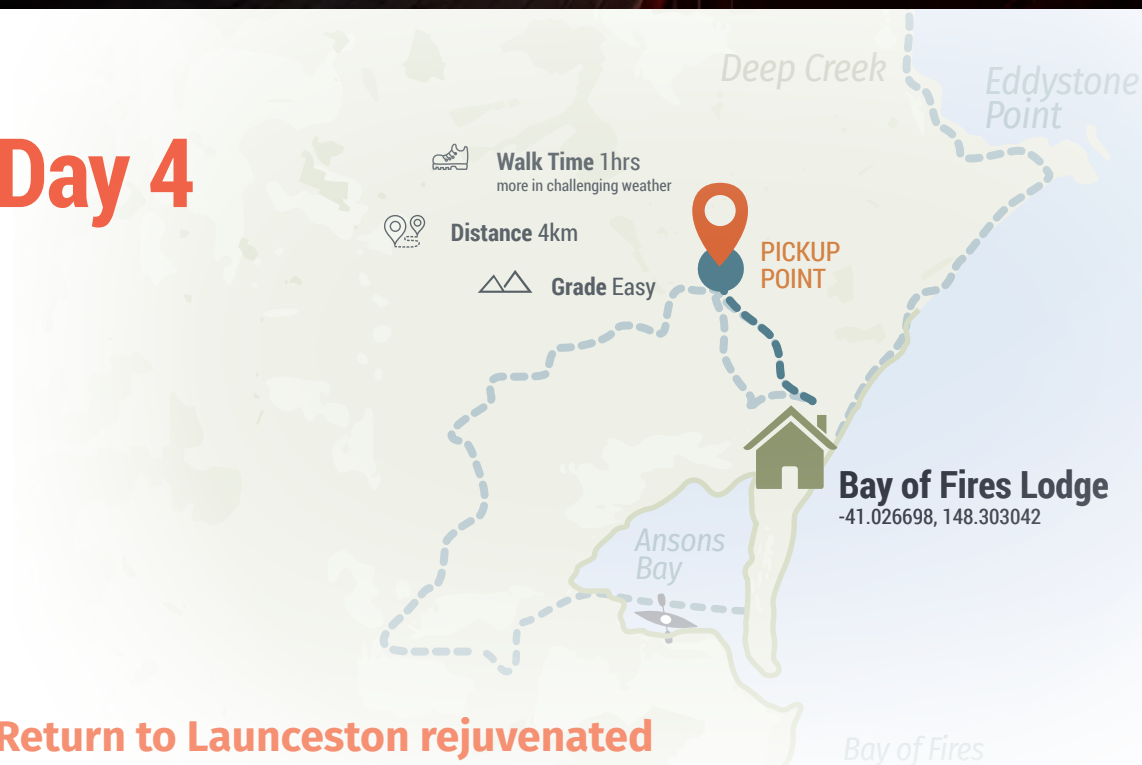 Deep Creek
Eddystone
Point
Day 4
Walk Time 1hrs
more in challenging weather
Distance 4km
PICKUP
POINT
Grade Easy
Bay of Fires Lodge
-41.026698, 148.303042
Ansons
Bay
Return to Launceston rejuvenated
Bay of Fires